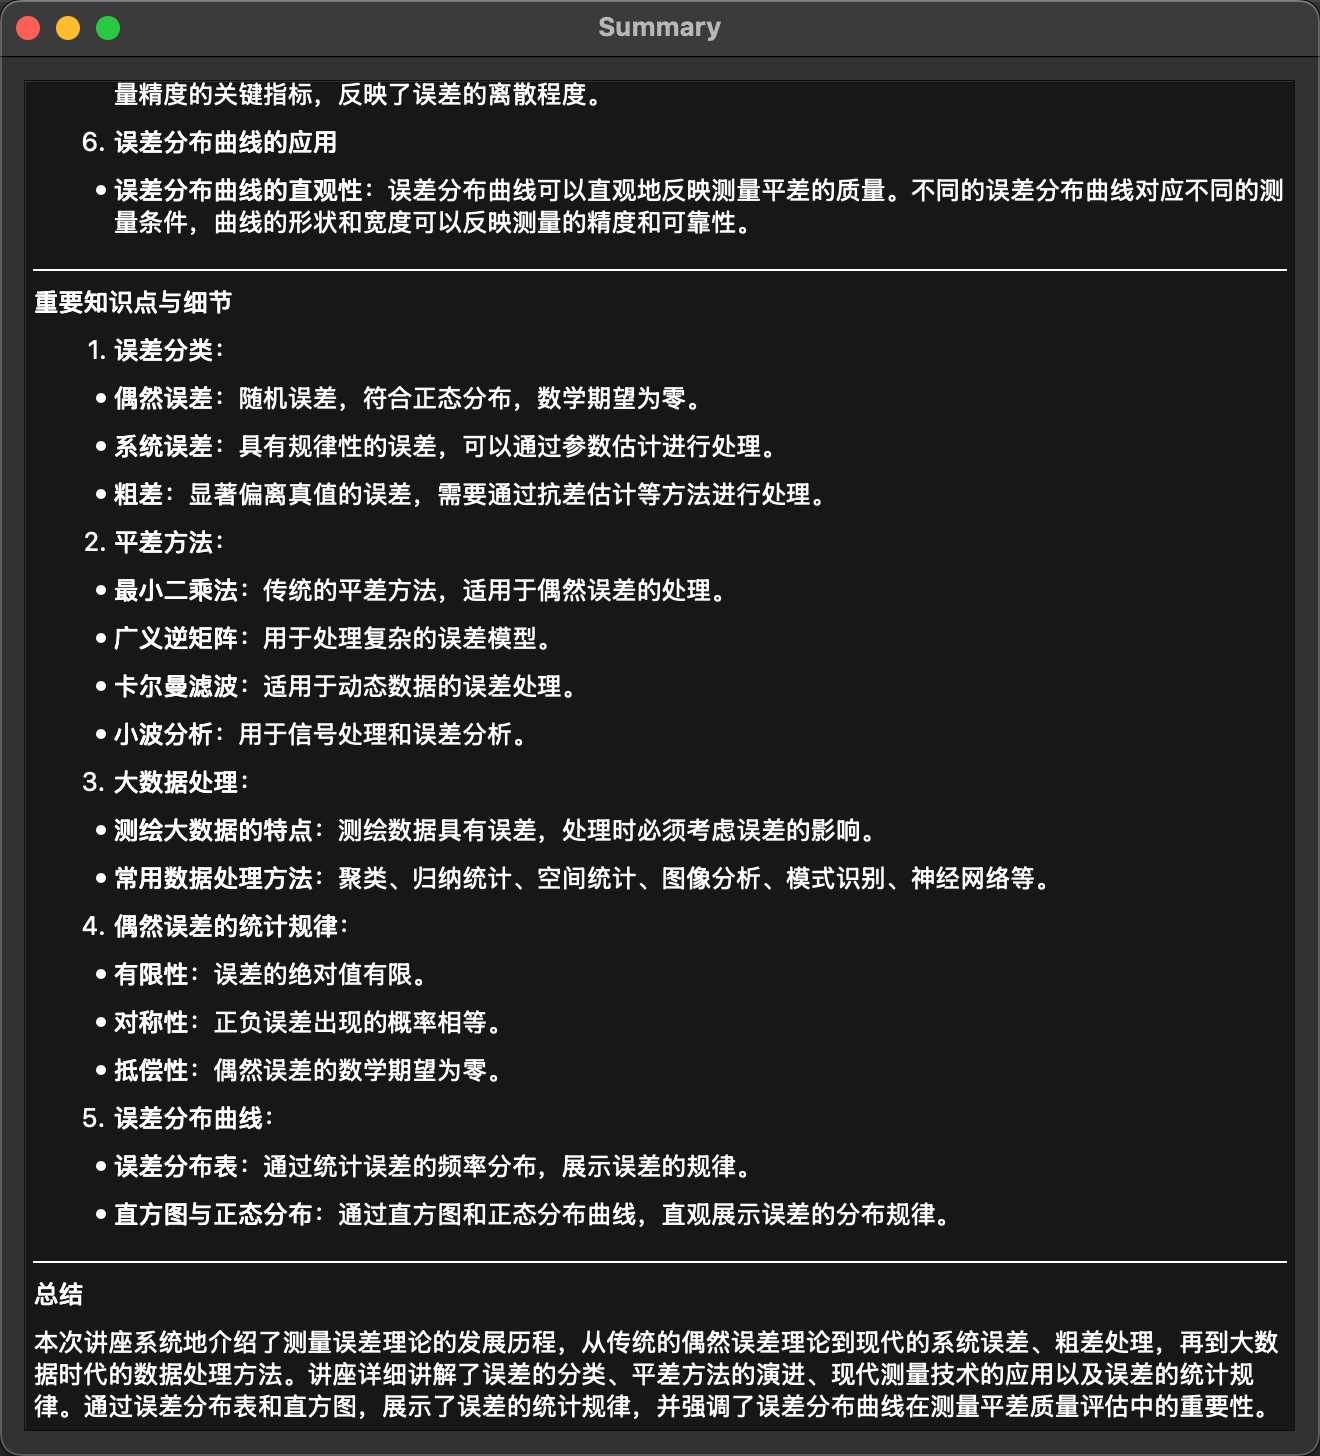 Summary
量精度的关键指标，反映了误差的离散程度。
6. 误差分布曲线的应用
• 误差分布曲线的直观性：误差分布曲线可以直观地反映测量平差的质量。不同的误差分布曲线对应不同的测
量条件，曲线的形状和宽度可以反映测量的精度和可靠性。
重要知识点与细节
1. 误差分类：
• 偶然误差：随机误差，符合正态分布，数学期望为零。
• 系统误差：具有规律性的误差，可以通过参数估计进行处理。
• 粗差：显著偏离真值的误差，需要通过抗差估计等方法进行处理。
2. 平差方法：
• 最小二乘法：传统的平差方法，适用于偶然误差的处理。
• 广义逆矩阵：用于处理复杂的误差模型。
• 卡尔曼滤波：适用于动态数据的误差处理。
• 小波分析：用于信号处理和误差分析。
3. 大数据处理：
• 测绘大数据的特点：测绘数据具有误差，处理时必须考虑误差的影响。
• 常用数据处理方法：聚类、归纳统计、空间统计、图像分析、模式识别、神经网络等。
4. 偶然误差的统计规律：
• 有限性：误差的绝对值有限。
• 对称性：正负误差出现的概率相等。
• 抵偿性：偶然误差的数学期望为零。
5. 误差分布曲线：
• 误差分布表：通过统计误差的频率分布，展示误差的规律。
• 直方图与正态分布：通过直方图和正态分布曲线，直观展示误差的分布规律。
总结
本次讲座系统地介绍了测量误差理论的发展历程，从传统的偶然误差理论到现代的系统误差、粗差处理，再到大数
据时代的数据处理方法。讲座详细讲解了误差的分类、平差方法的演进、现代测量技术的应用以及误差的统计规
律。通过误差分布表和直方图，展示了误差的统计规律，并强调了误差分布曲线在测量平差质量评估中的重要性。